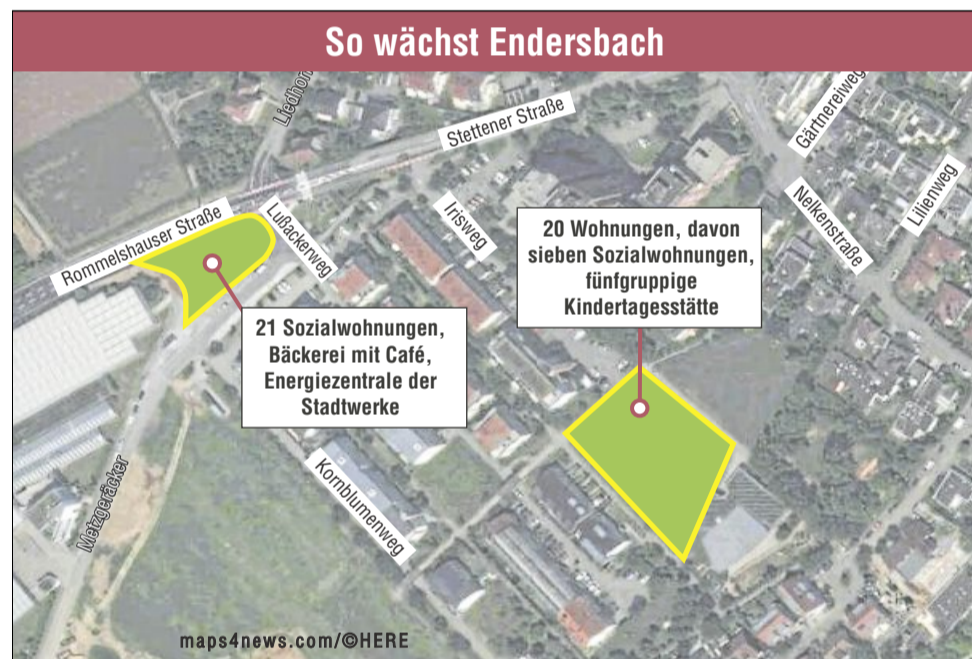 So wächst Endersbach
Liedhorn
Stettener Straße
Gärtnereiweg
Lilienweg
Nelkenstraße
Irisweg
Lußackerweg
Rommelshauser Straße
20 Wohnungen, davon
sieben Sozialwohnungen,
fünfgruppige
Kindertagesstätte
21 Sozialwohnungen,
Bäckerei mit Café,
Energiezentrale der
Stadtwerke
Kornblumenweg
Metzgeräcker
maps4news.com/©HERE